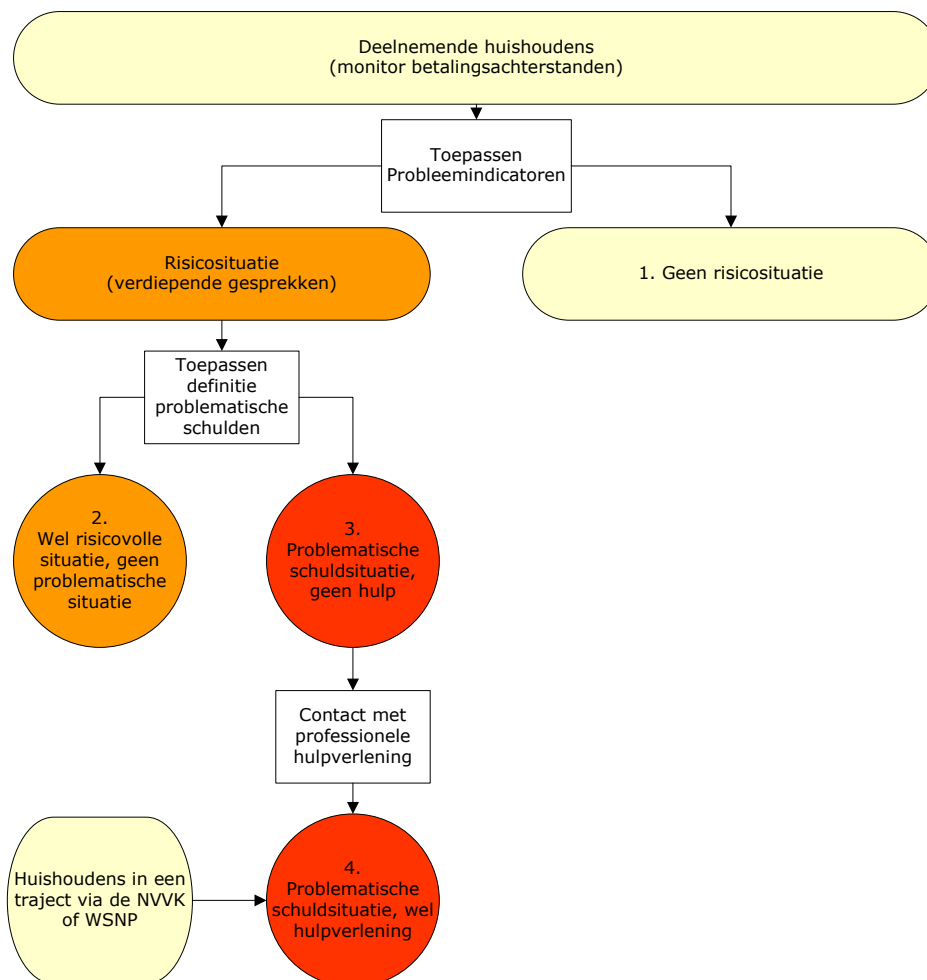 Deelnemende huishoudens
(monitor betalingsachterstanden)
Toepassen
Probleemindicatoren
Risicosituatie
(verdiepende gesprekken)
1. Geen risicosituatie
Toepassen
definitie
problematische
schulden
2.
Wel risicovolle
situatie, geen
problematische
situatie
3.
Problematische
schuldsituatie,
geen hulp
Contact met
professionele
hulpverlening
Huishoudens in een
traject via de NVVK
of WSNP
4.
Problematische
schuldsituatie, wel
hulpverlening